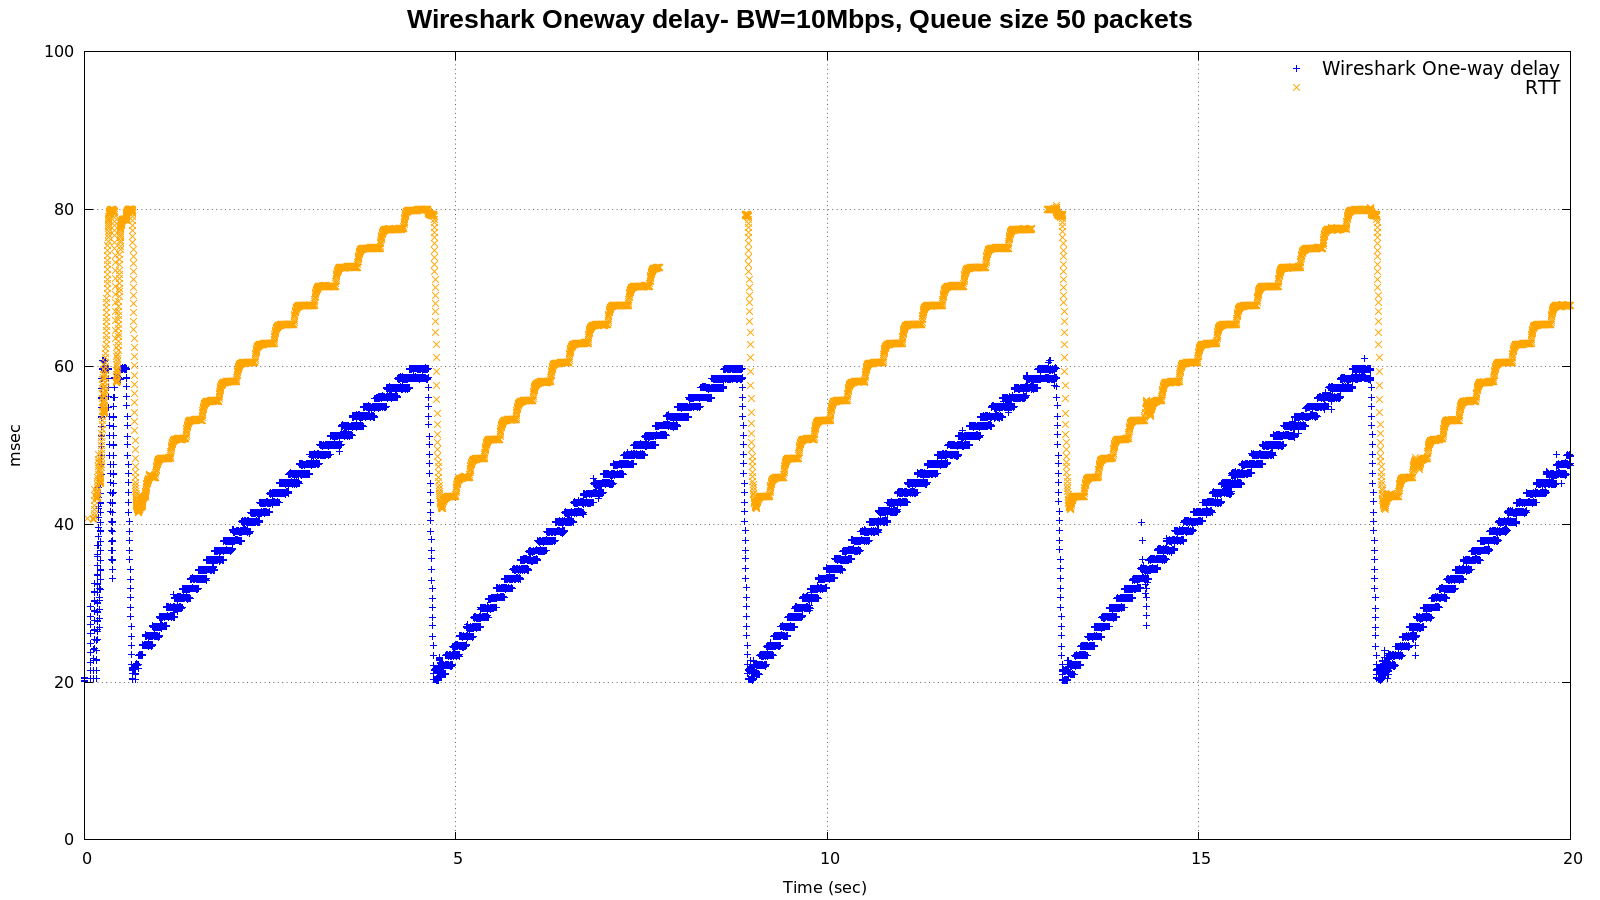 Wireshark Oneway delay- BW=10Mbps, Queue size 50 packets
100
Wireshark One-way delay
RTT
80
60
msec
40
20
0
0 5 10 15 20
Time (sec)